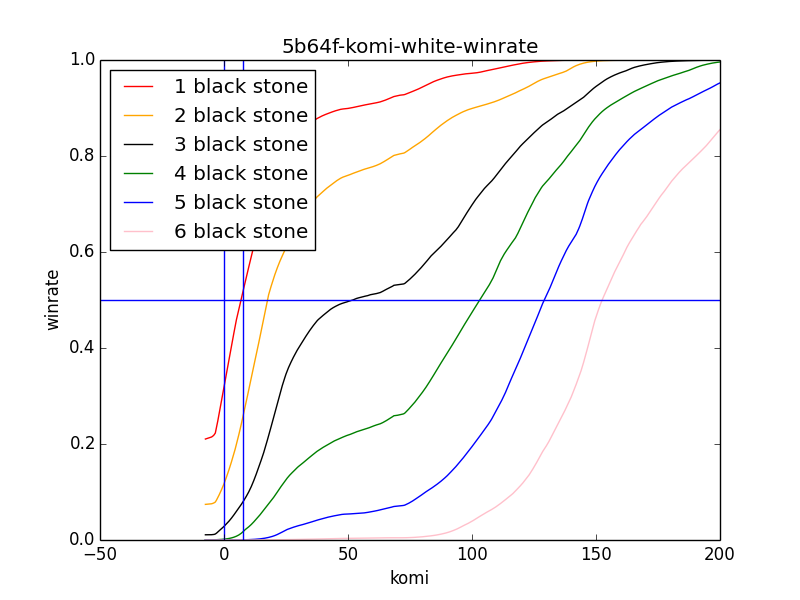 5b64f-komi-white-winrate
1.0
0.8
0.6
0.4
0.2
0.0
winrate
1 black stone
2 black stone
3 black stone
4 black stone
5 black stone
6 black stone
−50 0 50 100 150 200
komi